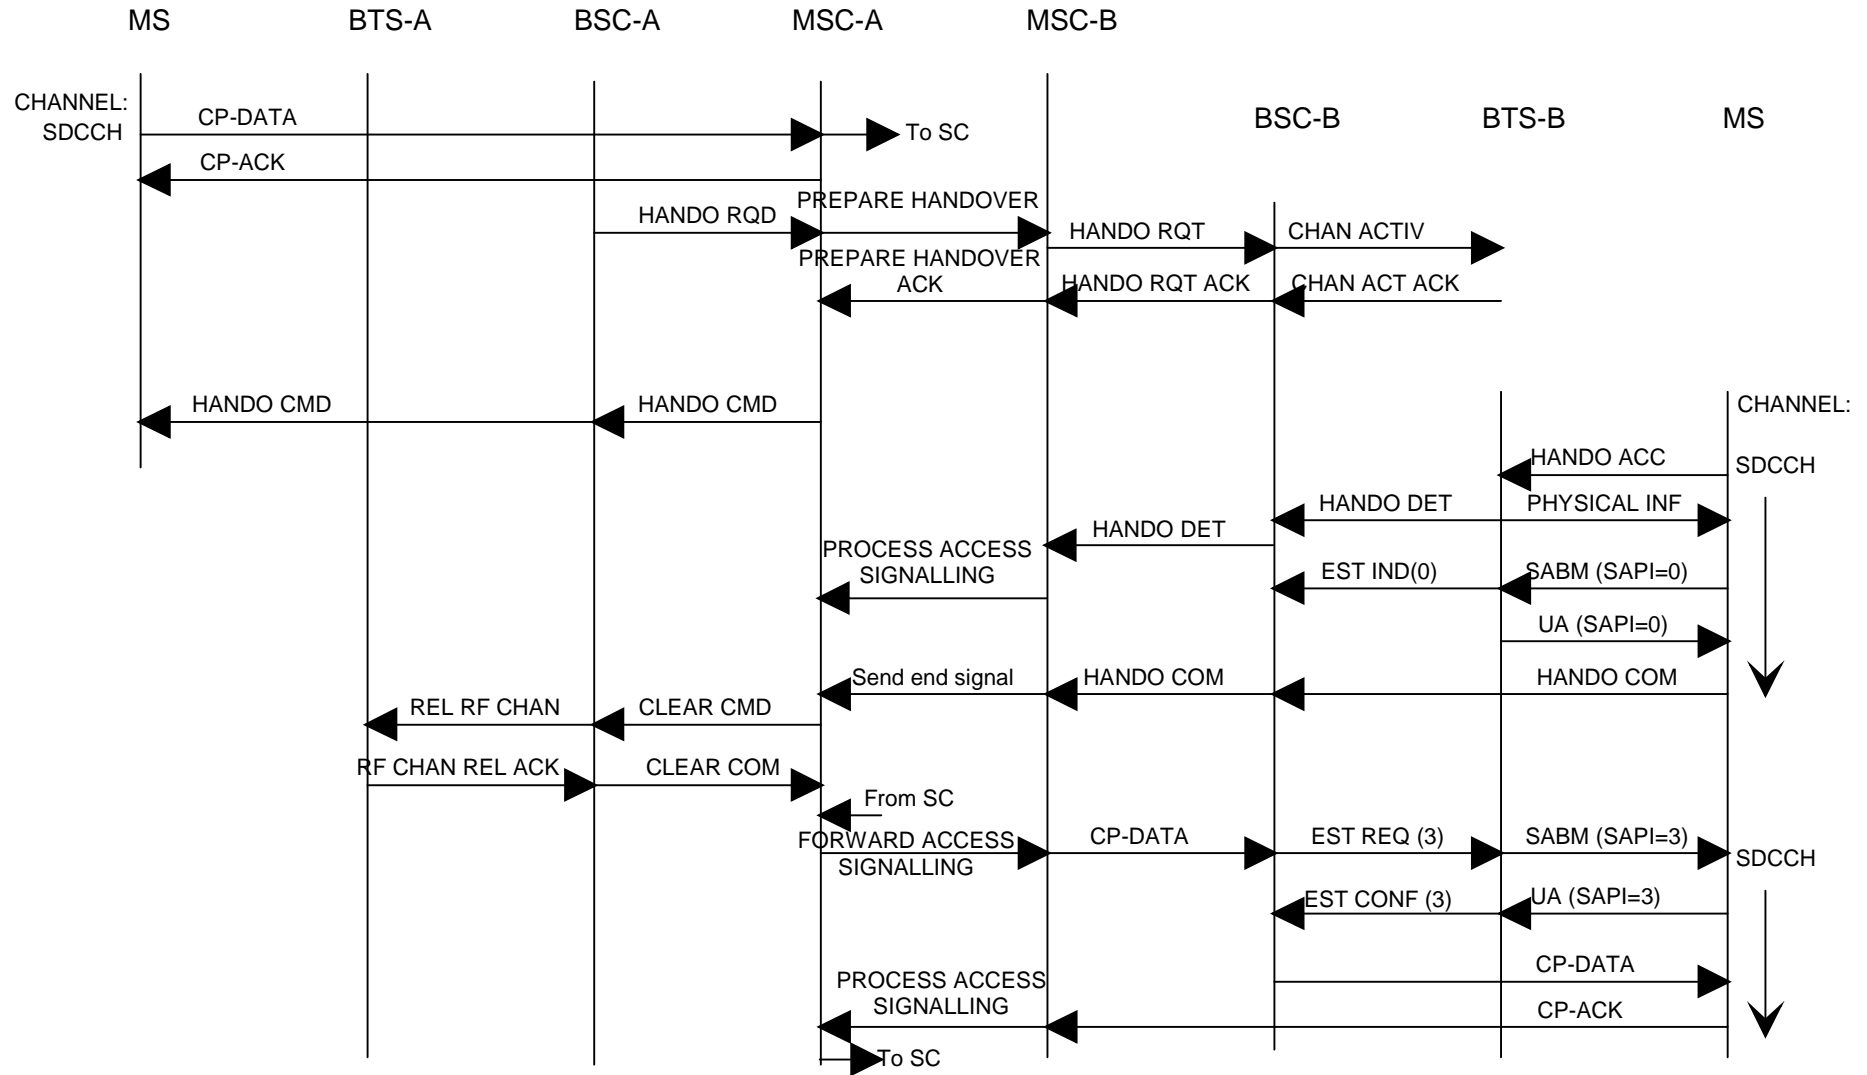 MS BTS-A BSC-A MSC-A MSC-B
CHANNEL:
SDCCH
CP-DATA
To SC
BSC-B BTS-B MS
CP-ACK
PREPARE HANDOVER
HANDO RQD
HANDO RQT CHAN ACTIV
PREPARE HANDOVER
ACK
HANDO RQT ACK CHAN ACT ACK
HANDO CMD HANDO CMD
CHANNEL:
HANDO ACC
SDCCH
HANDO DET PHYSICAL INF
HANDO DET
PROCESS ACCESS
SIGNALLING
EST IND(0) SABM (SAPI=0)
UA (SAPI=0)
Send end signal HANDO COM HANDO COM
REL RF CHAN CLEAR CMD
RF CHAN REL ACK CLEAR COM
From SC
FORWARD ACCESS
SIGNALLING
CP-DATA EST REQ (3) SABM (SAPI=3)
SDCCH
EST CONF (3) UA (SAPI=3)
CP-DATA
PROCESS ACCESS
SIGNALLING
CP-ACK
To SC